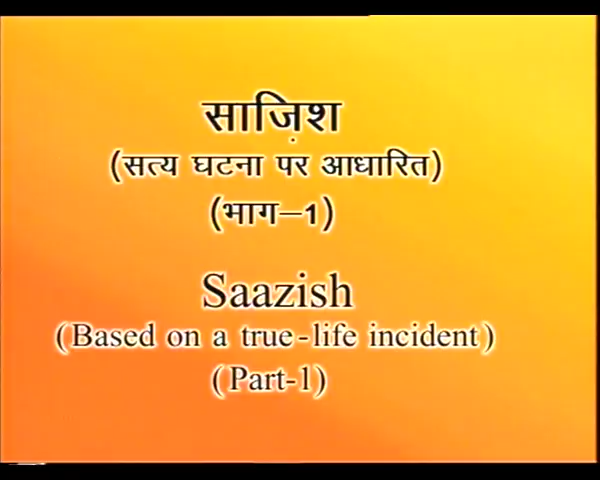 साजि़श
(सत्य घटना पर आधारित)
(भाग–1)
Saazish
(Based on a true-life incident)
(Part-1)